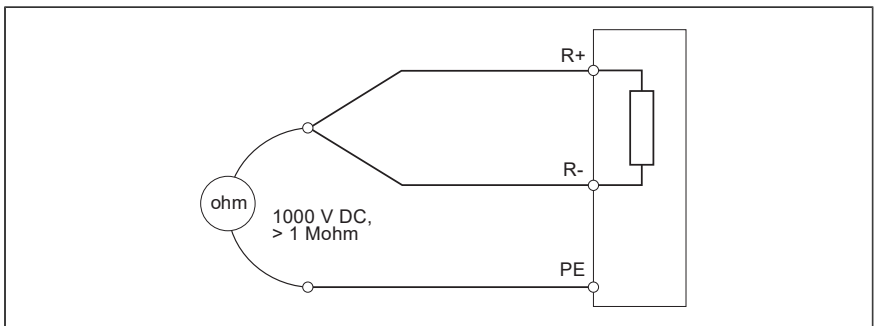 R+
R-
ohm
1000 V DC,
> 1 Mohm
PE